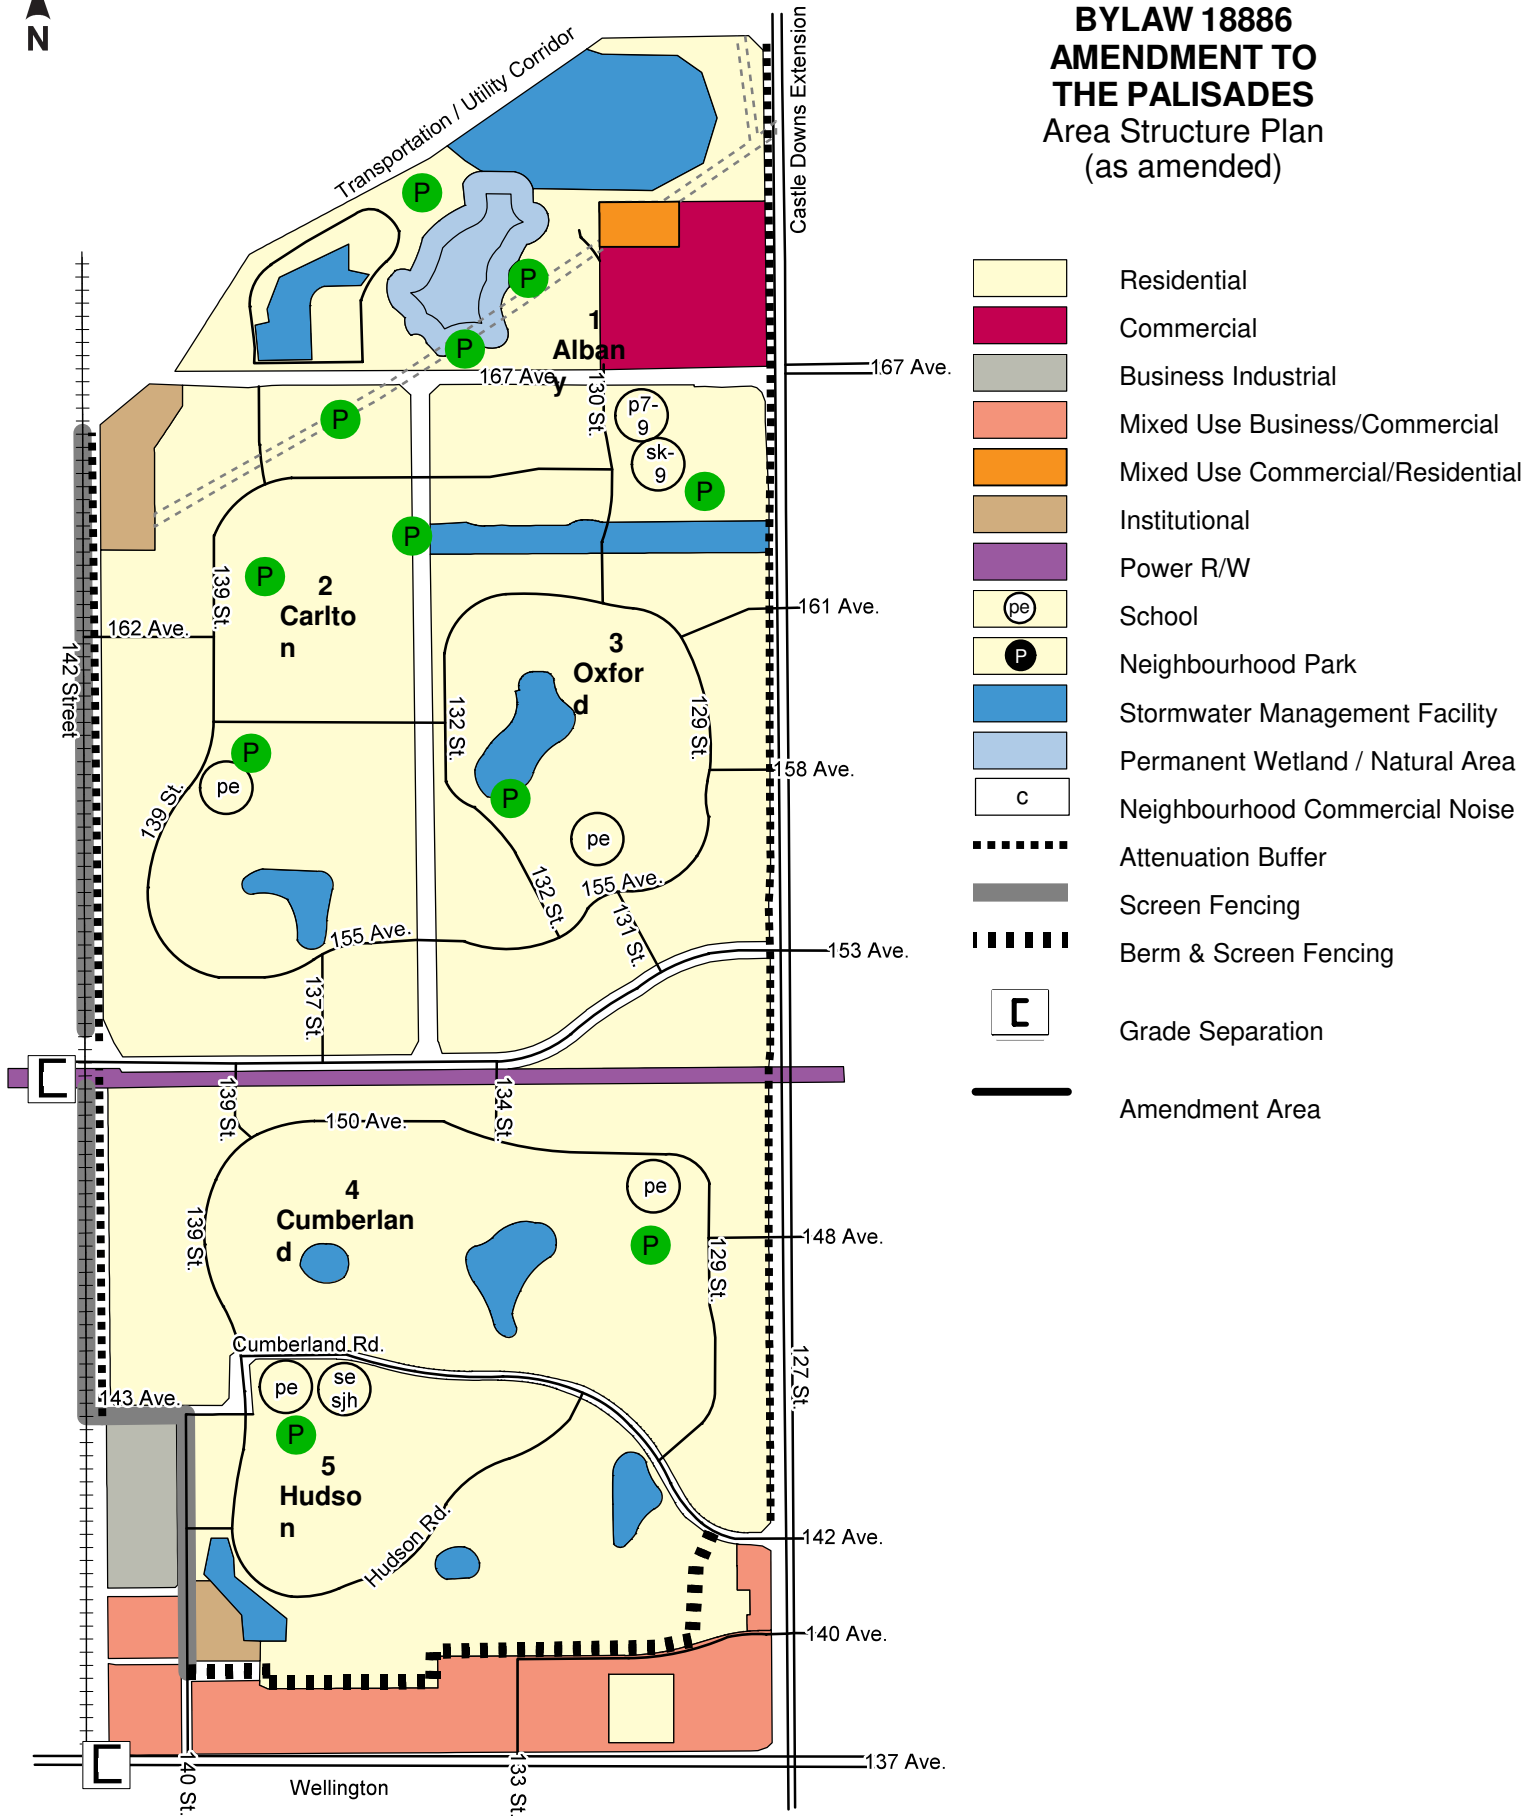 N
BYLAW 18886
AMENDMENT TO
THE PALISADES
Area Structure Plan
(as amended)
Transportation / Utility Corridor
Castle Downs Extension
P
P
P
1
Alban
y
167 Ave.
167 Ave.
130 St.
P
p7-
9
sk-
9
P
P
P
139 St.
2
Carlto
n
162 Ave.
142 Street
161 Ave.
3
Oxfor
d
132 St.
129 St.
P
pe
158 Ave.
P
139 St.
pe
132 St.
155 Ave.
131 St.
155 Ave.
153 Ave.
137 St.
139 St.
134 St.
150 Ave.
pe
4
Cumberlan
d
139 St.
P
148 Ave.
129 St.
Cumberland Rd.
127 St.
143 Ave.
pe
se
sjh
P
5
Hudso
n
Hudson Rd.
142 Ave.
140 Ave.
137 Ave.
140 St.
Wellington
133 St.
Residential
Commercial
Business Industrial
Mixed Use Business/Commercial
Mixed Use Commercial/Residential
Institutional
Power R/W
pe
School
P
Neighbourhood Park
Stormwater Management Facility
Permanent Wetland / Natural Area
c
Neighbourhood Commercial Noise
Attenuation Buffer
Screen Fencing
Berm & Screen Fencing
Grade Separation
Amendment Area